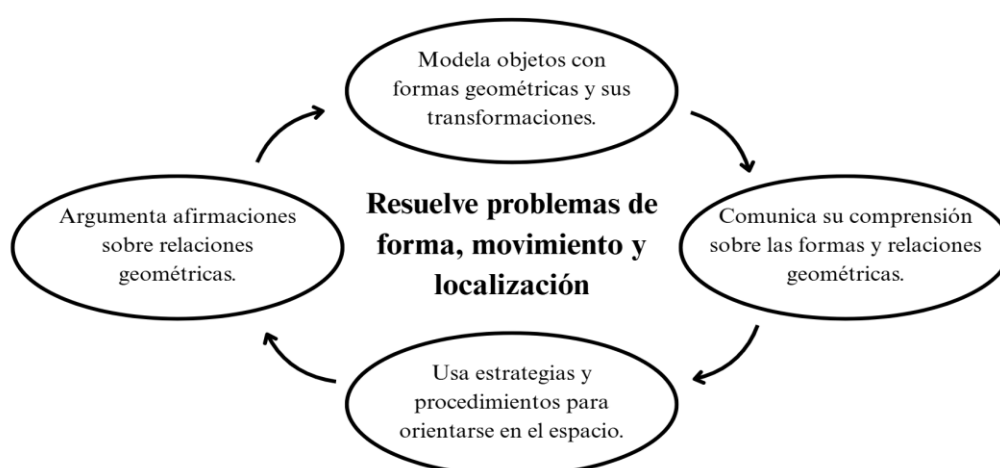 Modela objetos con
formas geométricas y sus
transformaciones.
Argumenta afirmaciones
sobre relaciones
geométricas.
Resuelve problemas de
forma, movimiento y
localización
Comunica su comprensión
sobre las formas y relaciones
geométricas.
Usa estrategias y
procedimientos para
orientarse en el espacio.